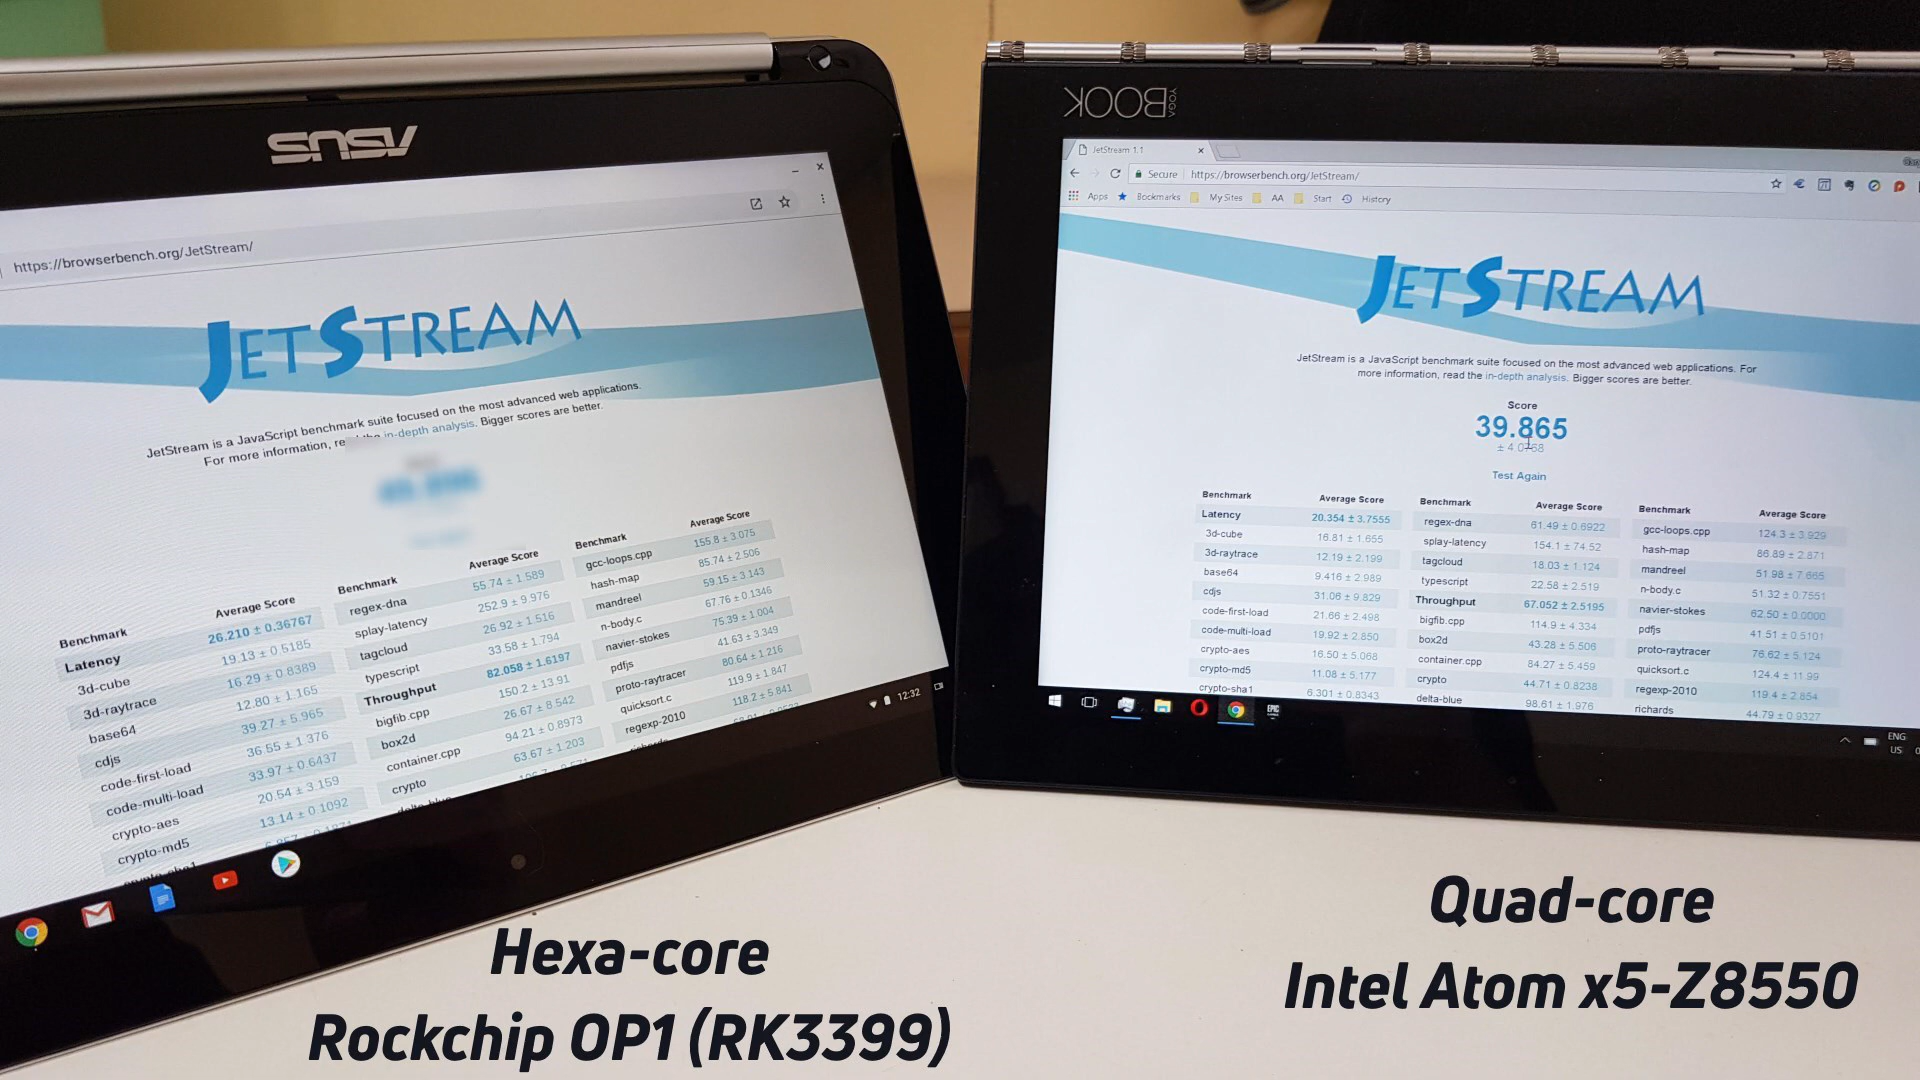 ASUS
https://browserbench.org/JetStream/
JETSTREAM
JetStream is a JavaScript benchmark suite focused on the most advanced web applications.
For more information, in-depth analysis. Bigger scores are better.
Benchmark Average Score
Latency 26.210 ± 0.36767
3d-cube 19.13 ± 0.5185
3d-raytrace 16.29 ± 0.8389
base64 12.80 ± 1.165
cdjs 39.27 ± 5.965
code-first-load 36.55 ± 1.376
code-multi-load 33.97 ± 0.6437
crypto-aes 20.54 ± 3.159
crypto-md5 13.14 ± 0.1092
Benchmark Average Score
regex-dna 55.74 ± 1.589
splay-latency 252.9 ± 9.976
tagcloud 26.92 ± 1.516
typescript 33.58 ± 1.794
Throughput 82.058 ± 1.6197
bigfib.cpp 150.2 ± 13.91
box2d 26.67 ± 8.542
container.cpp 94.21 ± 0.8973
crypto 63.67 ± 1.203
Benchmark Average Score
gcc-loops.cpp 155.8 ± 3.075
hash-map 85.74 ± 2.506
mandreel 59.15 ± 3.143
n-body.c 67.76 ± 0.1346
navier-stokes 75.39 ± 1.004
pdfjs 41.63 ± 3.349
proto-raytracer 80.64 ± 1.216
quicksort.c 119.9 ± 1.847
regexp-2010 118.2 ± 5.841
12:32
YOGA BOOK
JetStream 1.1
Secure https://browserbench.org/JetStream/
Apps Bookmarks My Sites AA Start History
JETSTREAM
JetStream is a JavaScript benchmark suite focused on the most advanced web applications. For
more information, read the in-depth analysis. Bigger scores are better.
Score
39.865
Test Again
Benchmark Average Score
Latency 20.354 ± 3.7555
3d-cube 16.81 ± 1.655
3d-raytrace 12.19 ± 2.199
base64 9.416 ± 2.989
cdjs 31.06 ± 9.829
code-first-load 21.66 ± 2.498
code-multi-load 19.92 ± 2.850
crypto-aes 16.50 ± 5.068
crypto-md5 11.08 ± 5.177
crypto-sha1 6.301 ± 0.8343
Benchmark Average Score
regex-dna 61.49 ± 0.6922
splay-latency 154.1 ± 74.52
tagcloud 18.03 ± 1.124
typescript 22.58 ± 2.519
Throughput 67.052 ± 2.5195
bigfib.cpp 114.9 ± 4.334
box2d 43.28 ± 5.506
container.cpp 84.27 ± 5.459
crypto 44.71 ± 0.8238
delta-blue 98.61 ± 1.976
Benchmark Average Score
gcc-loops.cpp 124.3 ± 3.929
hash-map 86.89 ± 2.871
mandreel 51.98 ± 7.665
n-body.c 51.32 ± 0.7551
navier-stokes 62.50 ± 0.0000
pdfjs 41.51 ± 0.5101
proto-raytracer 76.62 ± 5.124
quicksort.c 124.4 ± 11.99
regexp-2010 119.4 ± 2.854
richards 44.79 ± 0.9327
EPIC
ENG
US
Hexa-core
Rockchip OP1 (RK3399)
Quad-core
Intel Atom x5-Z8550